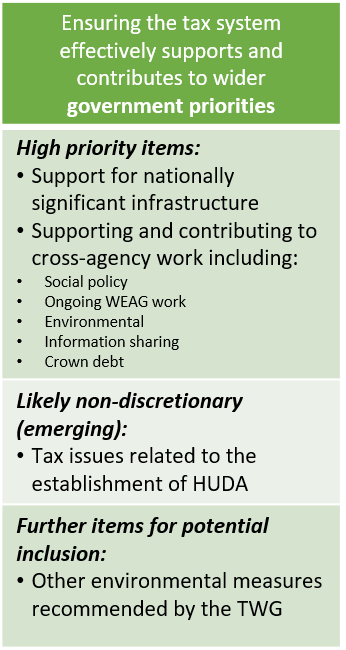 Ensuring the tax system
effectively supports and
contributes to wider
government priorities
High priority items:
• Support for nationally
significant infrastructure
• Supporting and contributing to
cross-agency work including:
• Social policy
• Ongoing WEAG work
• Environmental
• Information sharing
• Crown debt
Likely non-discretionary
(emerging):
• Tax issues related to the
establishment of HUDA
Further items for potential
inclusion:
• Other environmental measures
recommended by the TWG